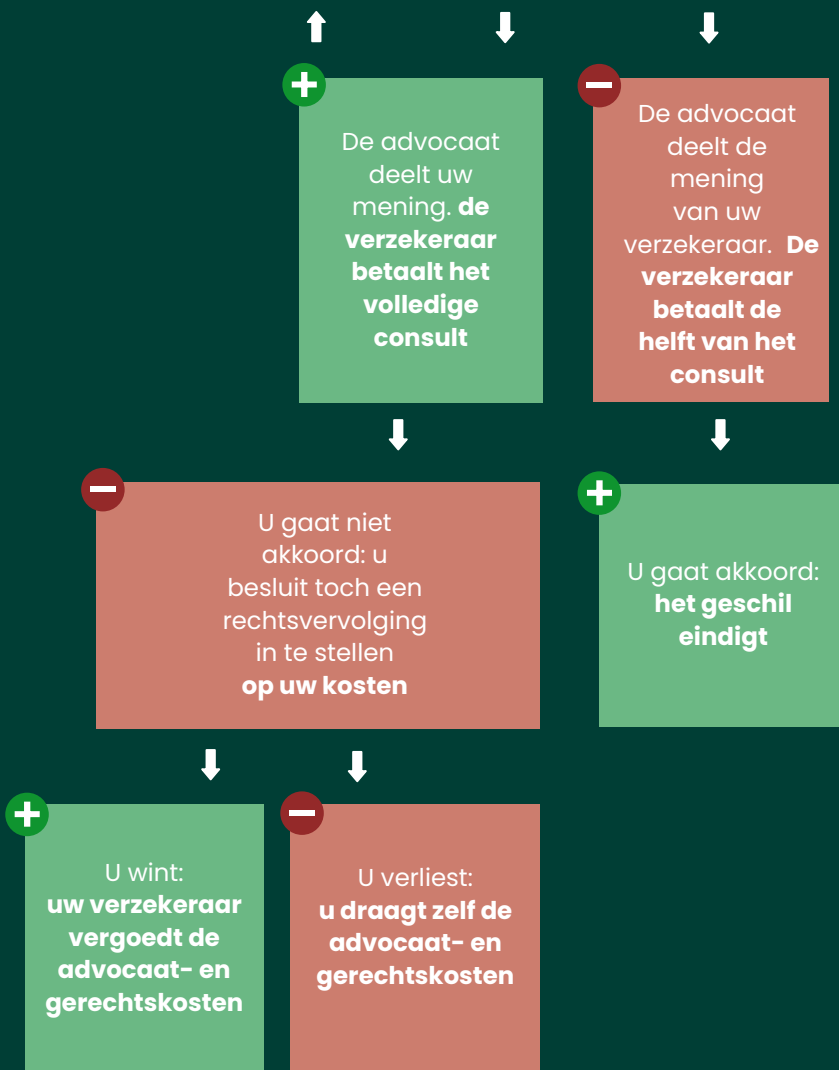 De advocaat
deelt uw
mening. de
verzekeraar
betaalt het
volledige
consult
De advocaat
deelt de
mening
van uw
verzekeraar. De
verzekeraar
betaalt de
helft van het
consult
U gaat niet
akkoord: u
besluit toch een
rechtsvervolging
in te stellen
op uw kosten
U gaat akkoord:
het geschil
eindigt
U wint:
uw verzekeraar
vergoedt de
advocaat- en
gerechtskosten
U verliest:
u draagt zelf de
advocaat- en
gerechtskosten